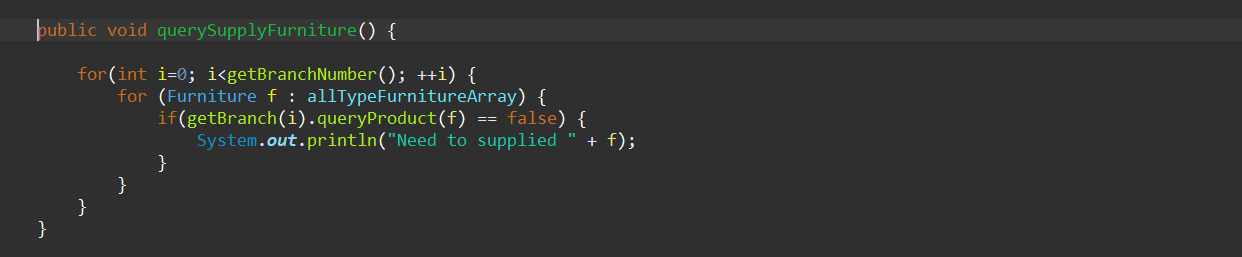 public void querySupplyFurniture() {
for(int i=0; i<getBranchNumber(); ++i) {
for (Furniture f : allTypeFurnitureArray) {
if(getBranch(i).queryProduct(f) == false) {
System.out.println("Need to supplied " + f);
}
}
}
}